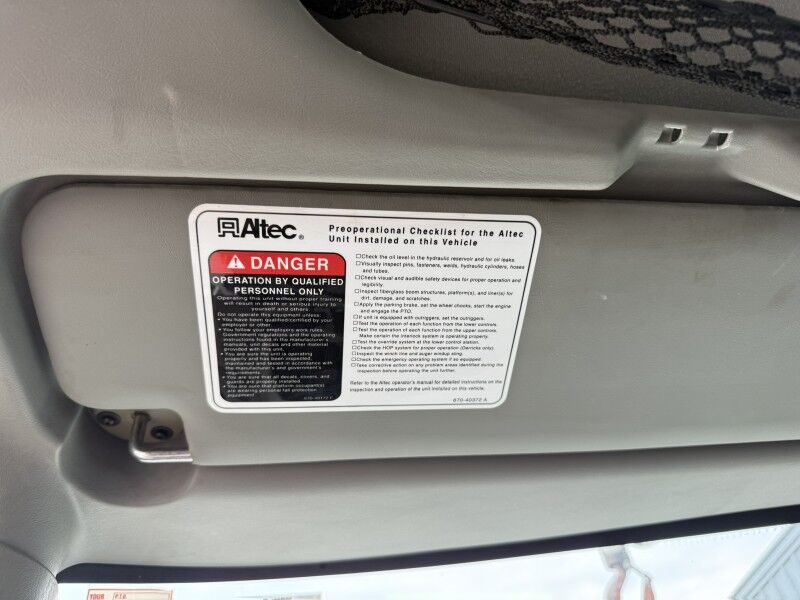 Altec®
Preoperational Checklist for the Altec
Unit Installed on this Vehicle
DANGER
OPERATION BY QUALIFIED
PERSONNEL ONLY
Operating this unit without proper training
will result in death or serious injury to
yourself and others.
Do not operate this equipment unless:
• You have been qualified/certified by your
employer or other.
• You follow your employers work rules,
Government regulations and the operating
instructions found in the manufacturer's
manuals, unit decals and other material
provided with this unit.
• You are sure the unit is operating
properly and has been inspected,
maintained and tested in accordance with
the manufacturer's and government's
requirements.
• You are sure that all decals, covers, and
guards are properly installed.
• You are sure that platform occupant(s)
are wearing personal fall protection
equipment.
☐Check the oil level in the hydraulic reservoir and for oil leaks.
☐Visually inspect pins, fasteners, welds, hydraulic cylinders, hoses
and tubes.
☐Check visual and audible safety devices for proper operation and
legibility.
☐Inspect fiberglass boom structures, platform(s), and liner(s) for
dirt, damage, and scratches.
☐Apply the parking brake, set the wheel chocks, start the engine
and engage the PTO.
☐If unit is equipped with outriggers, set the outriggers.
☐Test the operation of each function from the lower controls.
☐Test the operation of each function from the upper controls.
Make certain the interlock system is operating properly.
☐Test the override system at the lower control station.
☐Check the HOP system for proper operation (Derricks only).
☐Inspect the winch line and auger windup sling.
☐Check the emergency operating system if so equipped.
☐Take corrective action on any problem areas identified during the
inspection before operating the unit further.
Refer to the Altec operator's manual for detailed instructions on the
inspection and operation of the unit installed on this vehicle.
670-40372 A
YOUR
P.T.O.